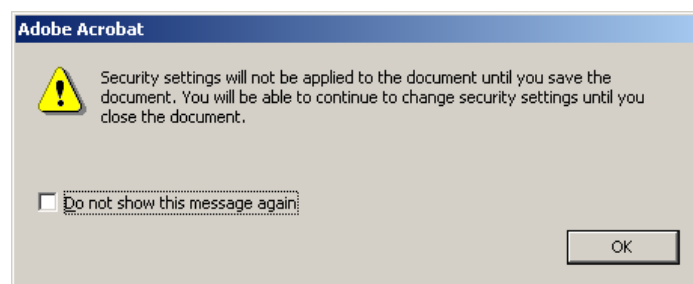 Adobe Acrobat
Security settings will not be applied to the document until you save the
document. You will be able to continue to change security settings until you
close the document.
Do not show this message again
OK